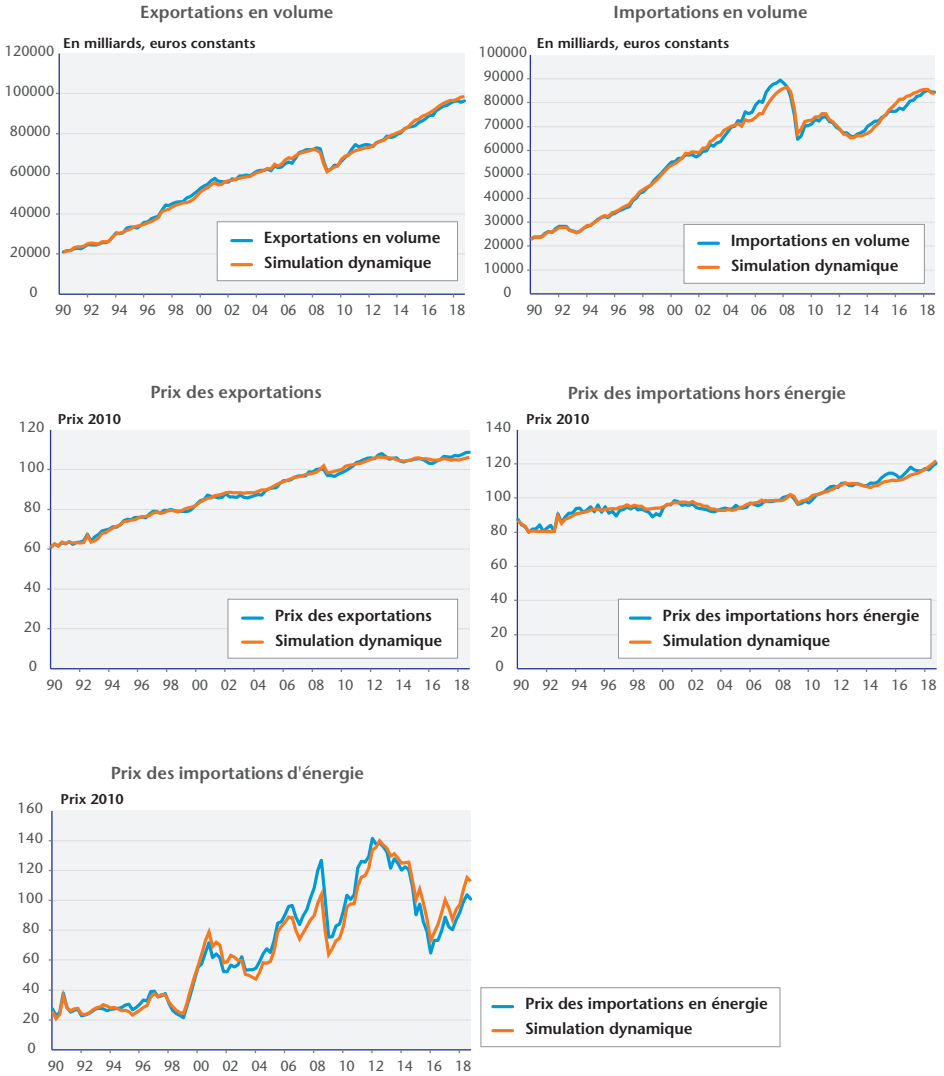 Exportations en volume
En milliards, euros constants
120000
100000
80000
60000
40000
20000
0
90 92 94 96 98 00 02 04 06 08 10 12 14 16 18
Exportations en volume
Simulation dynamique
Importations en volume
En milliards, euros constants
100000
90000
80000
70000
60000
50000
40000
30000
20000
10000
0
90 92 94 96 98 00 02 04 06 08 10 12 14 16 18
Importations en volume
Simulation dynamique
Prix des exportations
Prix 2010
120
100
80
60
40
20
0
90 92 94 96 98 00 02 04 06 08 10 12 14 16 18
Prix des exportations
Simulation dynamique
Prix des importations hors énergie
Prix 2010
140
120
100
80
60
40
20
0
90 92 94 96 98 00 02 04 06 08 10 12 14 16 18
Prix des importations hors énergie
Simulation dynamique
Prix des importations d'énergie
Prix 2010
160
140
120
100
80
60
40
20
0
90 92 94 96 98 00 02 04 06 08 10 12 14 16 18
Prix des importations en énergie
Simulation dynamique